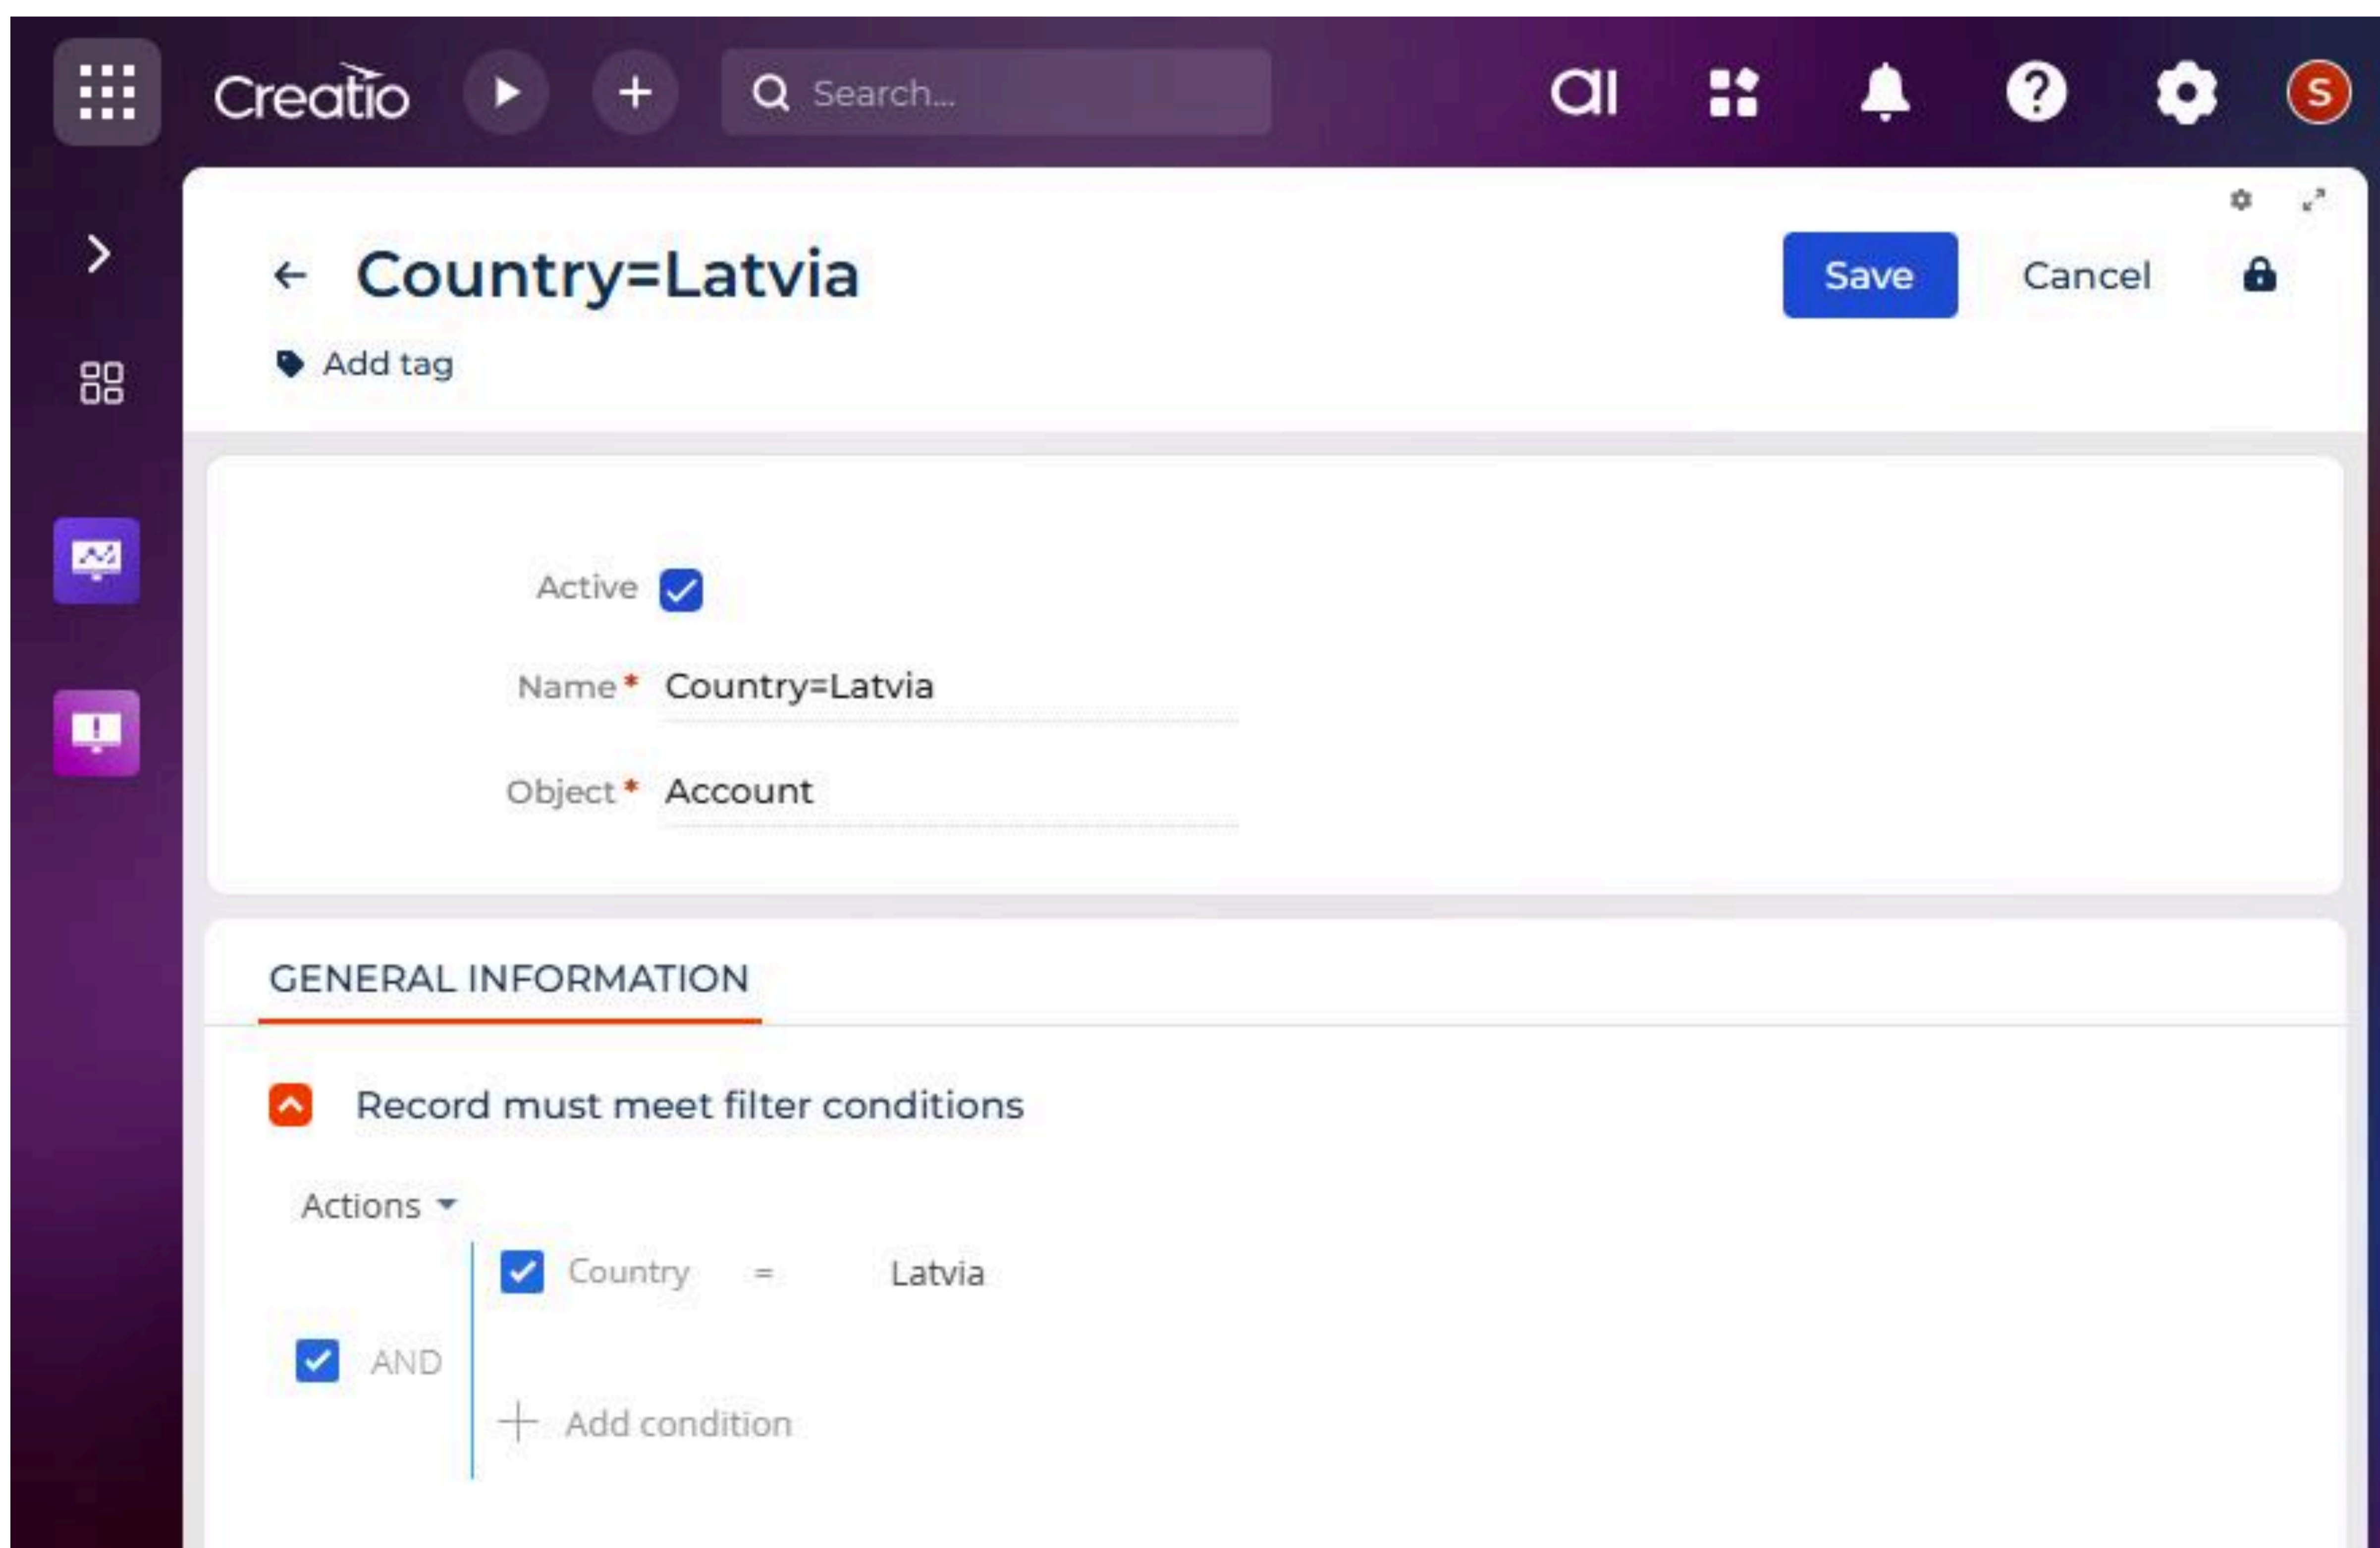 Creatio Search... aı ? S
Country=Latvia Save Cancel
Add tag
Active
Name* Country=Latvia
Object* Account
GENERAL INFORMATION
Record must meet filter conditions
Actions
Country = Latvia
AND
Add condition